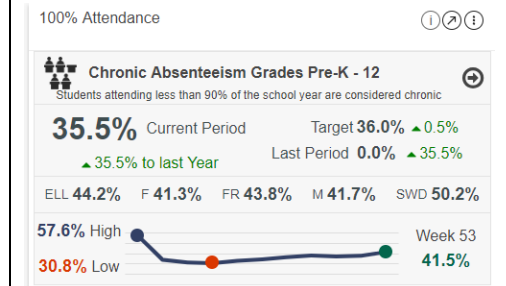 100% Attendance
Chronic Absenteeism Grades Pre-K - 12
Students attending less than 90% of the school year are considered chronic
35.5% Current Period
Target 36.0% ▲ 0.5%
▲ 35.5% to last Year
Last Period 0.0% ▲ 35.5%
ELL 44.2% F 41.3% FR 43.8% M 41.7% SWD 50.2%
57.6% High
Week 53
30.8% Low
41.5%